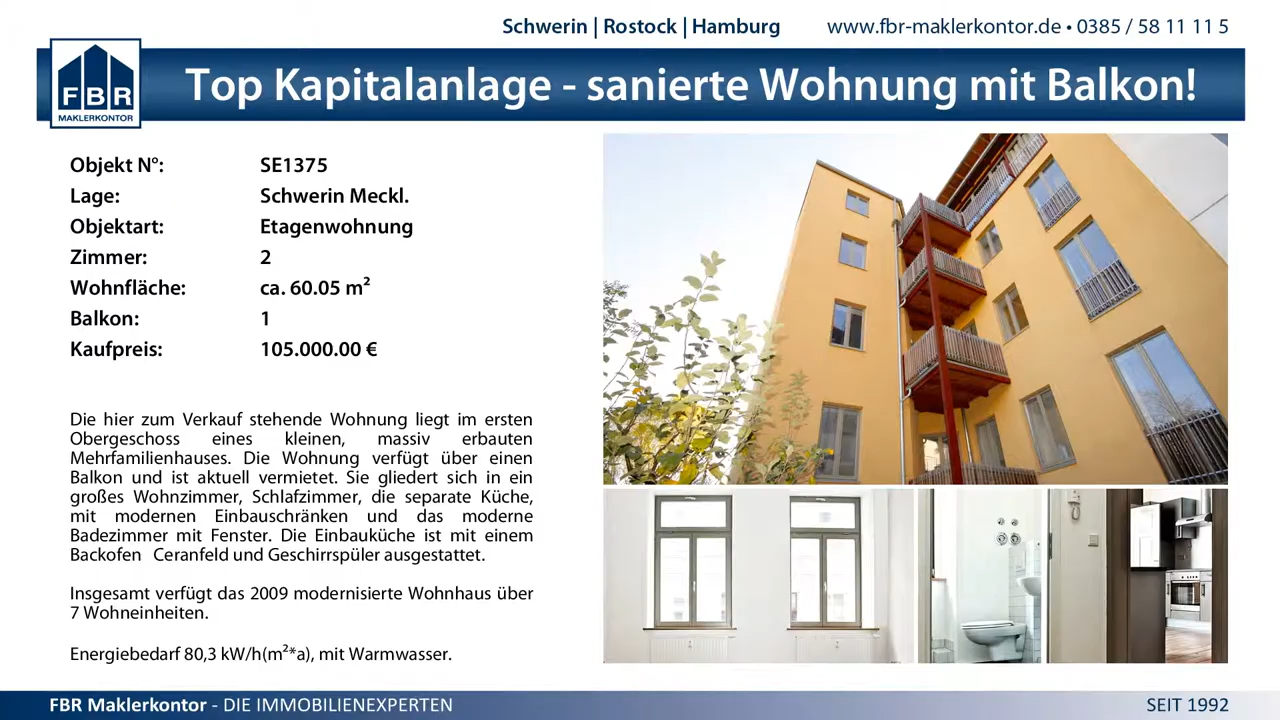 Schwerin | Rostock | Hamburg www.fbr-maklerkontor.de • 0385 / 58 11 11 5
FBR
MAKLERKONTOR
Top Kapitalanlage - sanierte Wohnung mit Balkon!
Objekt N°: SE1375
Lage: Schwerin Meckl.
Objektart: Etagenwohnung
Zimmer: 2
Wohnfläche: ca. 60.05 m²
Balkon: 1
Kaufpreis: 105.000.00 €
Die hier zum Verkauf stehende Wohnung liegt im ersten
Obergeschoss eines kleinen, massiv erbauten
Mehrfamilienhauses. Die Wohnung verfügt über einen
Balkon und ist aktuell vermietet. Sie gliedert sich in ein
großes Wohnzimmer, Schlafzimmer, die separate Küche,
mit modernen Einbauschränken und das moderne
Badezimmer mit Fenster. Die Einbauküche ist mit einem
Backofen Ceranfeld und Geschirrspüler ausgestattet.
Insgesamt verfügt das 2009 modernisierte Wohnhaus über
7 Wohneinheiten.
Energiebedarf 80,3 kW/h(m²*a), mit Warmwasser.
FBR Maklerkontor - DIE IMMOBILIENEXPERTEN SEIT 1992